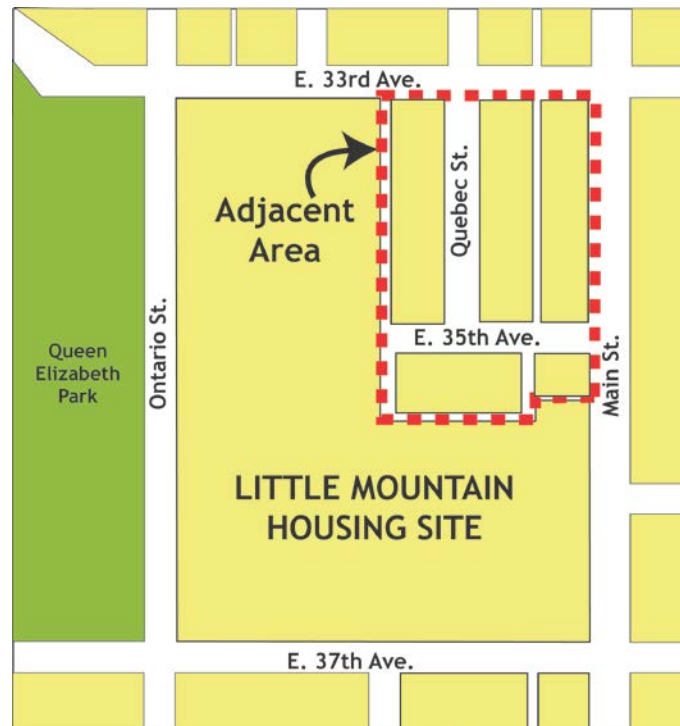 E. 33rd Ave.
Adjacent
Area
Quebec St.
E. 35th Ave.
Queen
Elizabeth
Park
Ontario St.
Main St.
LITTLE MOUNTAIN
HOUSING SITE
E. 37th Ave.